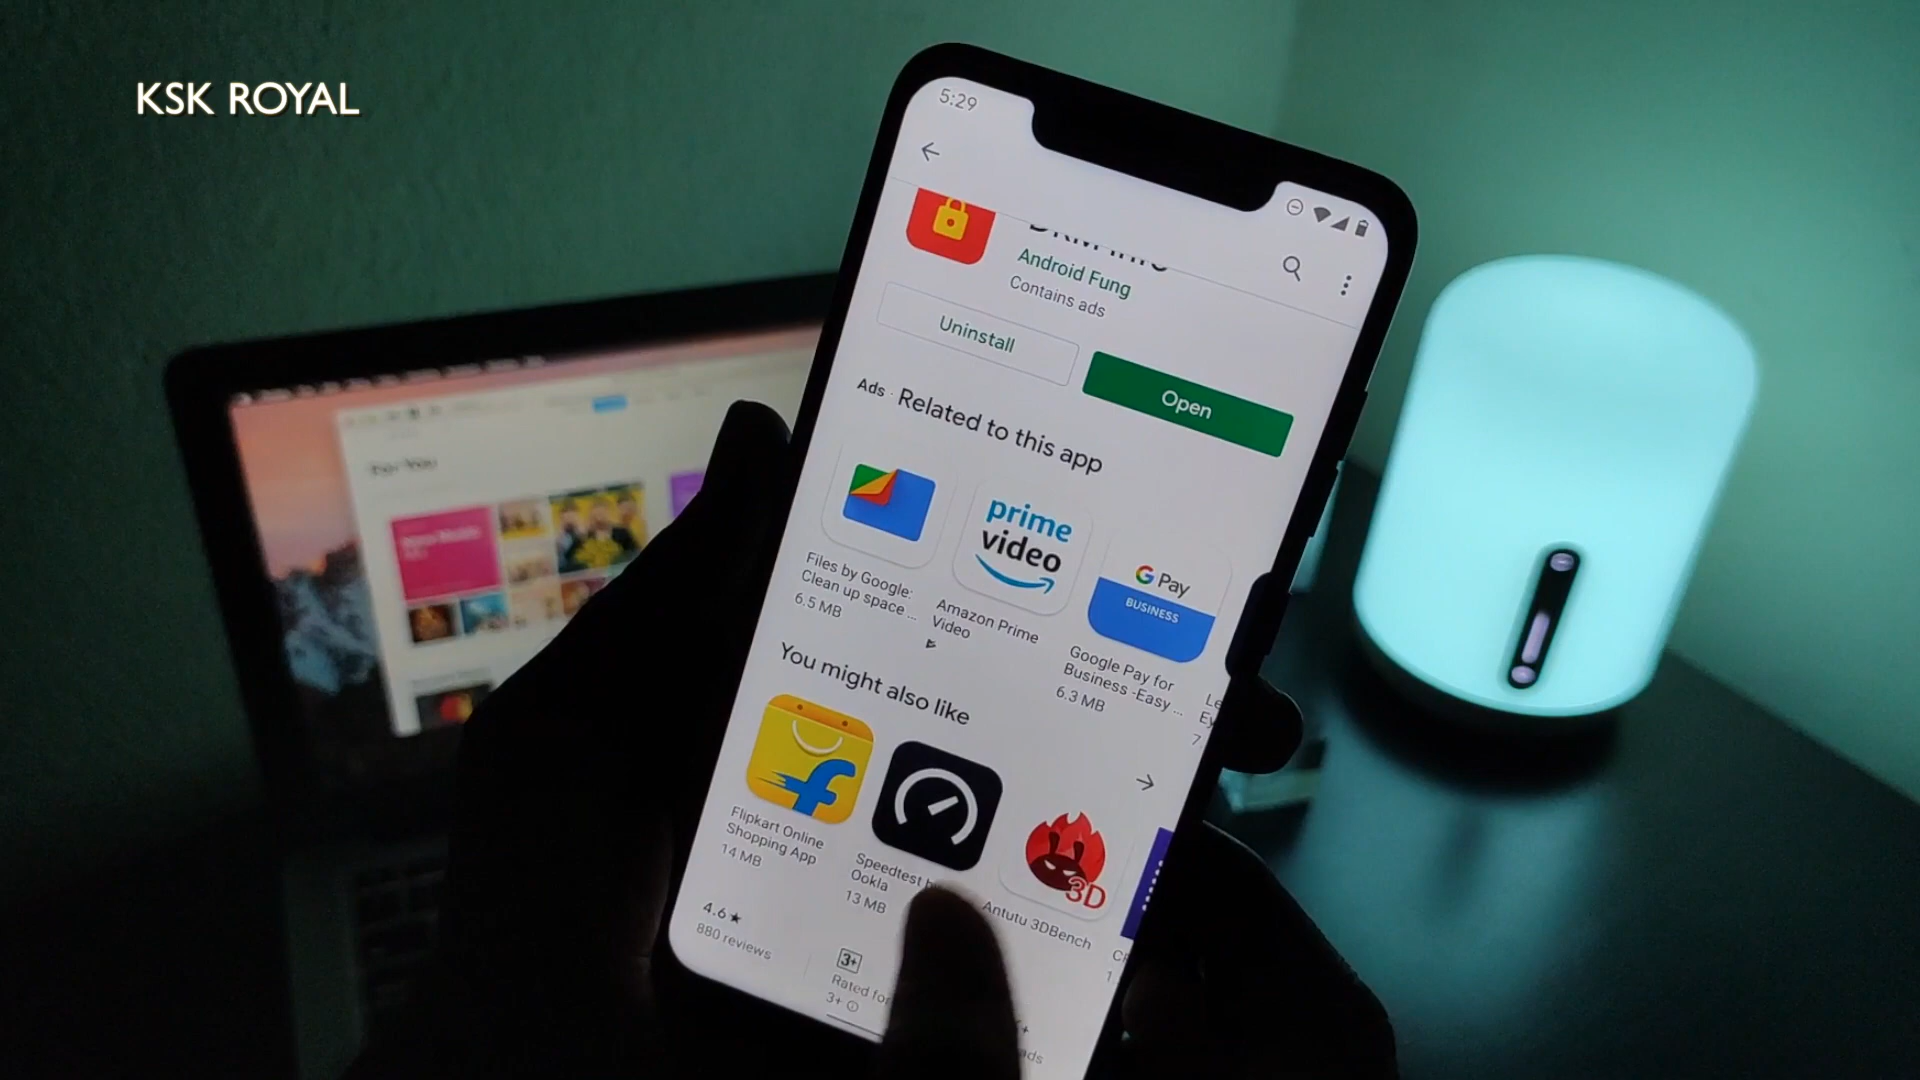 KSK ROYAL
5:29
Android Fung
Contains ads
Uninstall
Open
Ads · Related to this app
prime
video
G Pay
BUSINESS
Files by Google:
Clean up space ...
6.5 MB
Amazon Prime
Video
Google Pay for
Business -Easy ...
6.3 MB
You might also like
3D
Flipkart Online
Shopping App
14 MB
Speedtest
Ookla
13 MB
Antutu 3DBench
4.6★
880 reviews
3+
Rated for
3+
For You